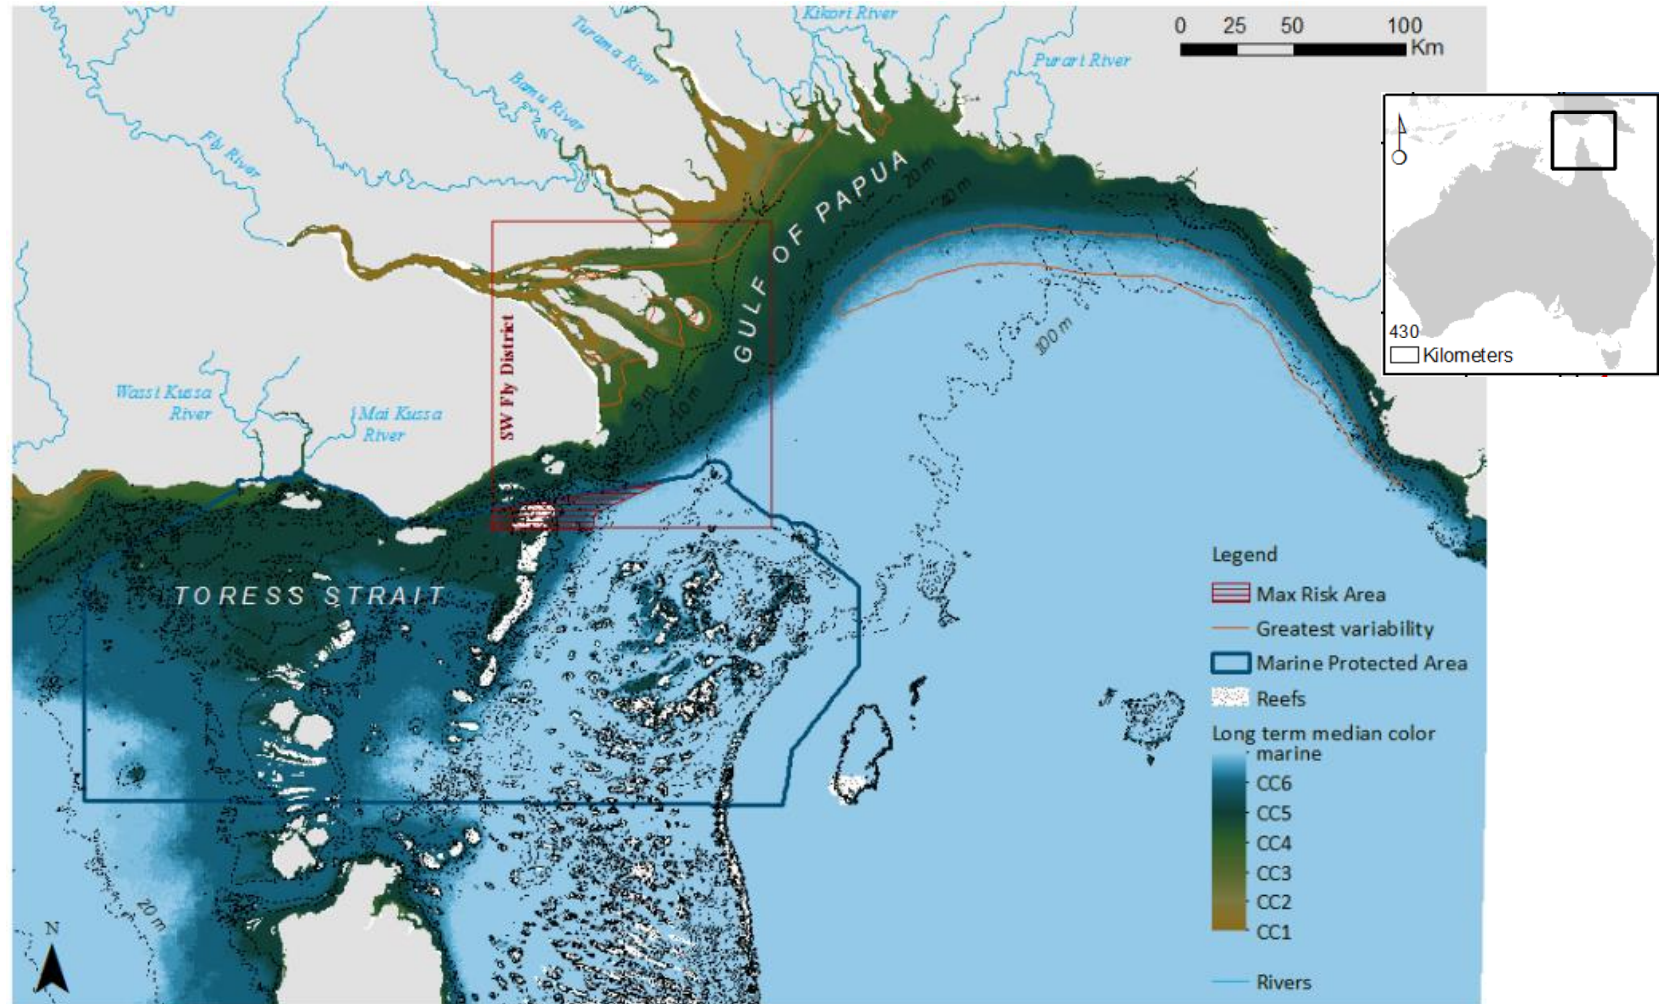 Kikori River
Turama River
Purari River
Bamu River
Fly River
0 25 50 100
Km
GULF OF PAPUA
20 m
40 m
SW Fly District
100 m
5 m
10 m
Wassi Kussa
River
Mai Kussa
River
TORESS STRAIT
20 m
N
430
Kilometers
Legend
Max Risk Area
Greatest variability
Marine Protected Area
Reefs
Long term median color
marine
CC6
CC5
CC4
CC3
CC2
CC1
Rivers